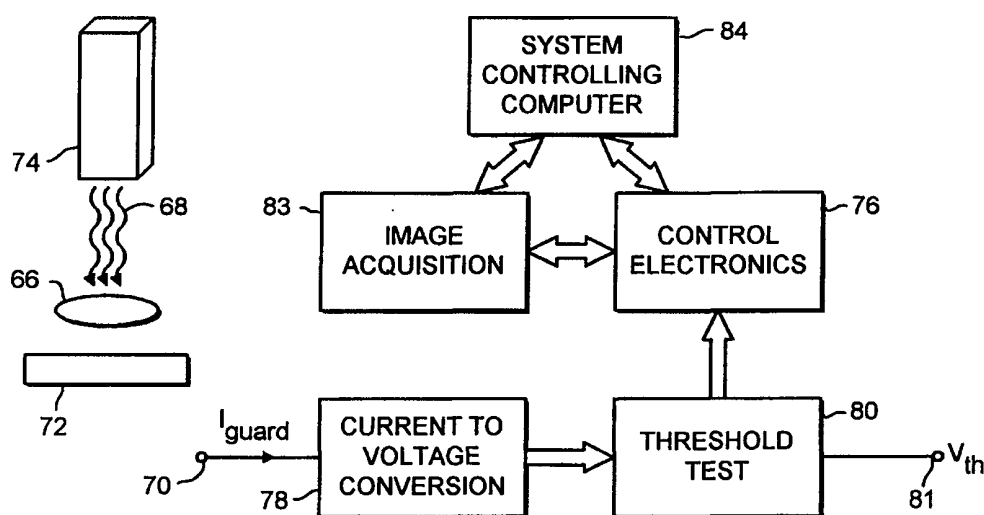 84
SYSTEM
CONTROLLING
COMPUTER
74
68
83
IMAGE
ACQUISITION
76
CONTROL
ELECTRONICS
66
72
I guard
70
78
CURRENT TO
VOLTAGE
CONVERSION
80
THRESHOLD
TEST
V th
81